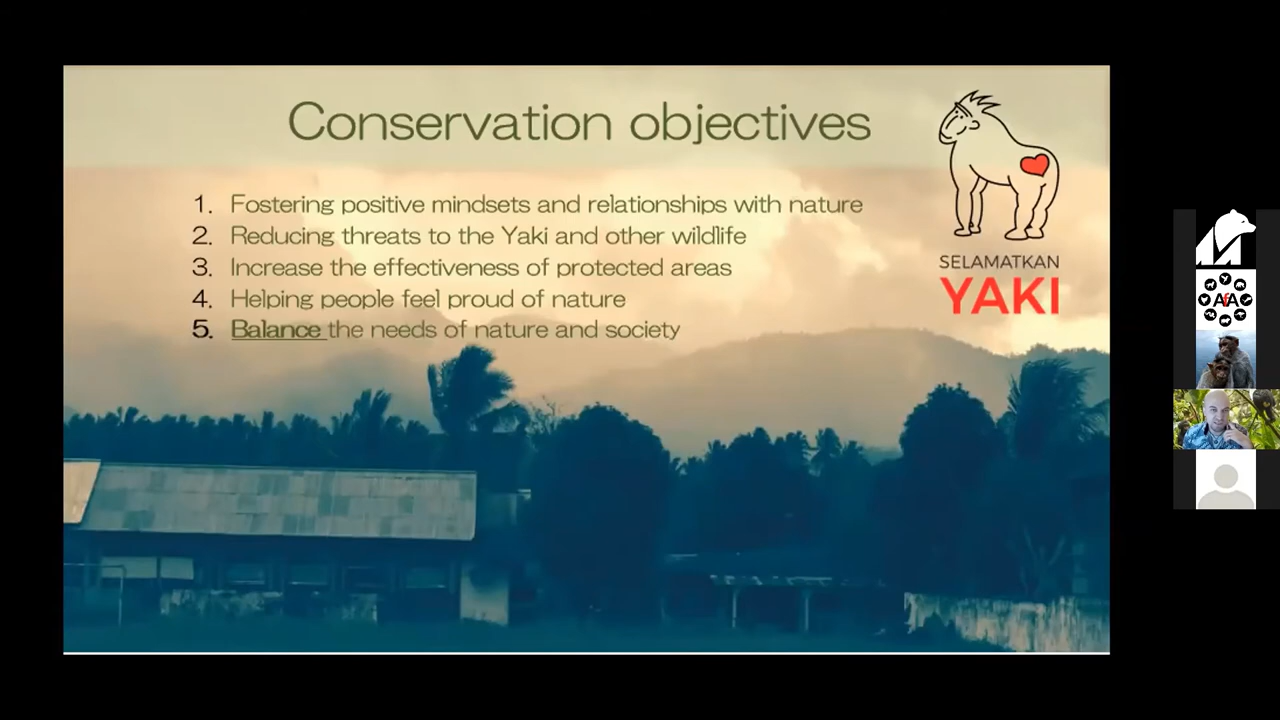 Conservation objectives
1. Fostering positive mindsets and relationships with nature
2. Reducing threats to the Yaki and other wildlife
3. Increase the effectiveness of protected areas
4. Helping people feel proud of nature
5. Balance the needs of nature and society
SELAMATKAN
YAKI
AfA